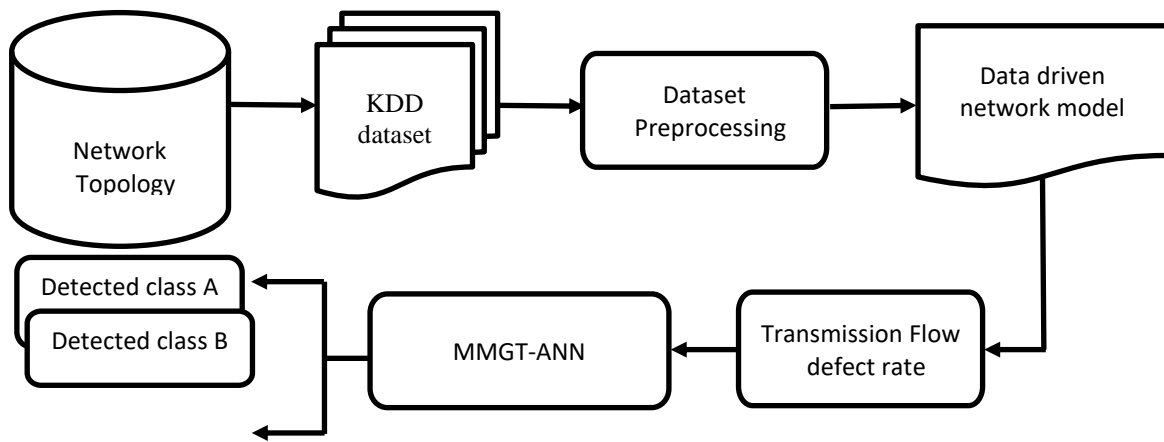 Network
Topology
KDD
dataset
Dataset
Preprocessing
Data driven
network model
Detected class A
Detected class B
MMGT-ANN
Transmission Flow
defect rate